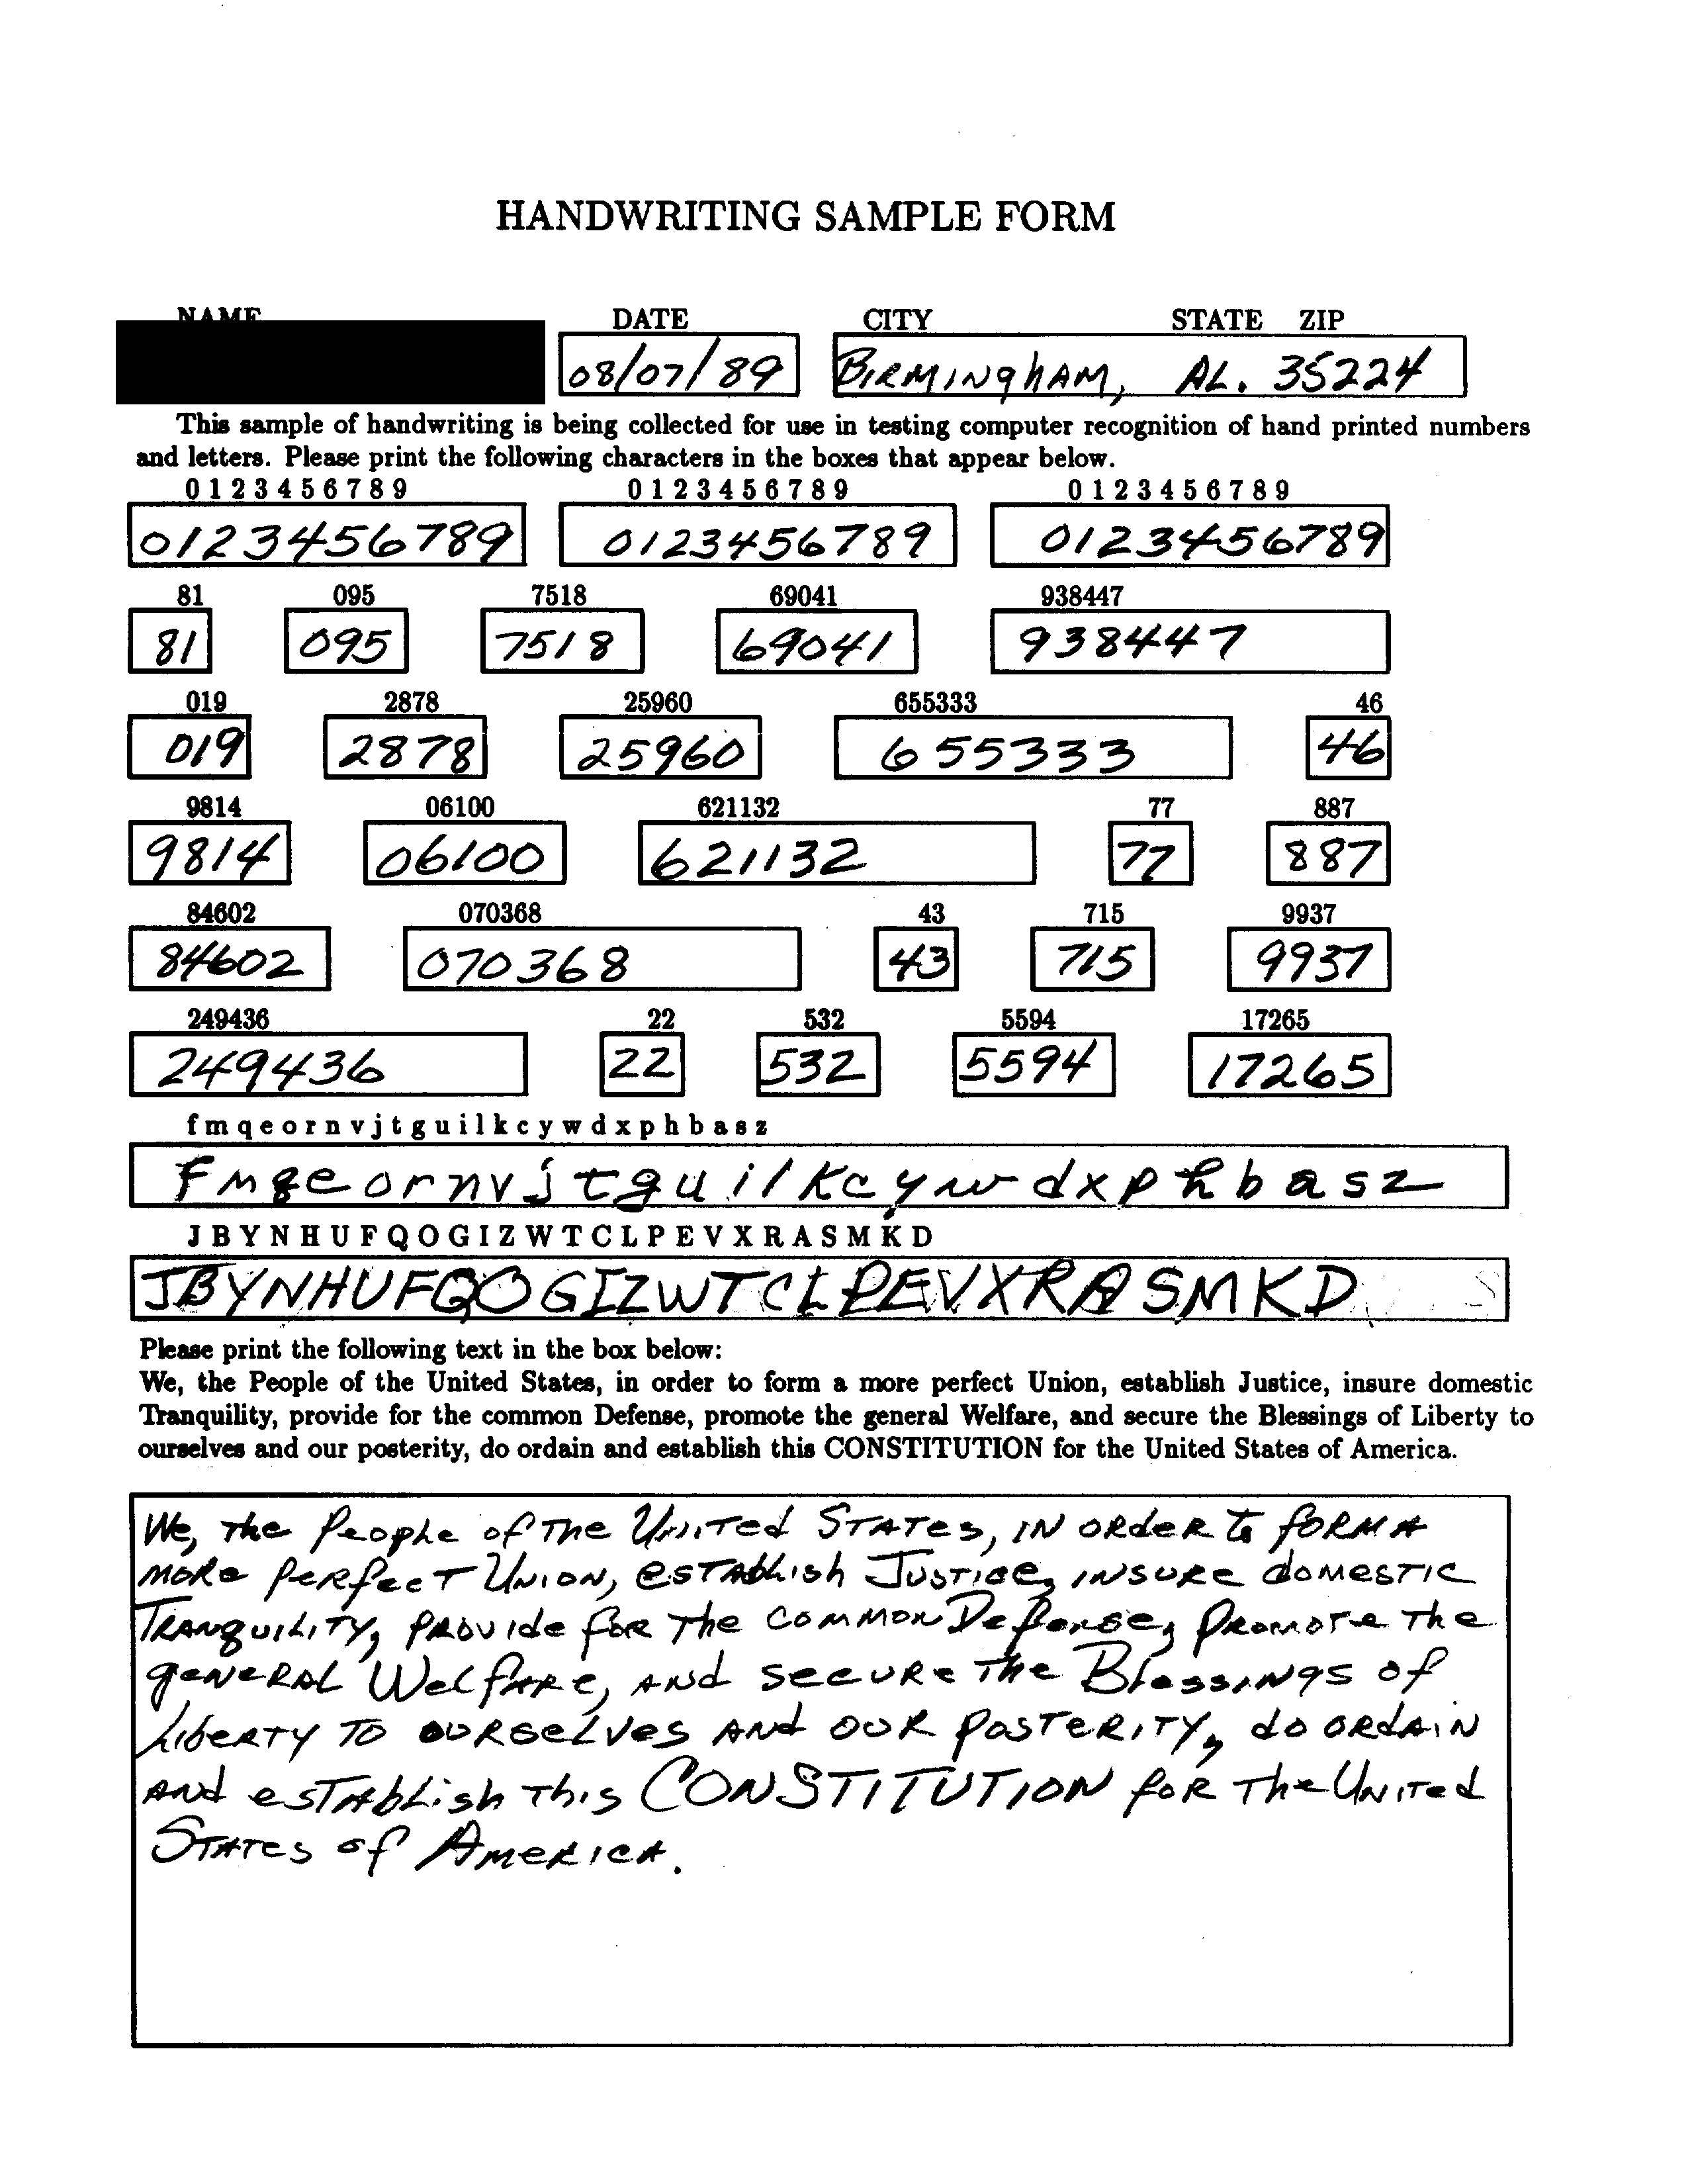 HANDWRITING SAMPLE FORM
NAME DATE CITY STATE ZIP
08/07/89 BIRMINghAM, AL. 35224
This sample of handwriting is being collected for use in testing computer recognition of hand printed numbers
and letters. Please print the following characters in the boxes that appear below.
0 1 2 3 4 5 6 7 8 9 0 1 2 3 4 5 6 7 8 9 0 1 2 3 4 5 6 7 8 9
0123456789 0123456789 0123456789
81 095 7518 69041 938447
81 095 7518 69041 938447
019 2878 25960 655333 46
019 2878 25960 655333 46
9814 06100 621132 77 887
9814 06100 621132 77 887
84602 070368 43 715 9937
84602 070368 43 715 9937
249436 22 532 5594 17265
249436 22 532 5594 17265
f m q e o r n v j t g u i l k c y w d x p h b a s z
f m q e o r n v j t g u i l k c y w d x p h b a s z
J B Y N H U F Q O G I Z W T C L P E V X R A S M K D
J B Y N H U F Q O G I Z W T C L P E V X R A S M K D
Please print the following text in the box below:
We, the People of the United States, in order to form a more perfect Union, establish Justice, insure domestic
Tranquility, provide for the common Defense, promote the general Welfare, and secure the Blessings of Liberty to
ourselves and our posterity, do ordain and establish this CONSTITUTION for the United States of America.
We, The People of The UNITed STATes, IN ORdeR To foRM A
MORe PeRfecT UNION, esTAbLish JusTice, INSURE doMesTIC
TRANquiLITY, PROVide foR The COMMON Defense, PROMOTe The
geNeRAL WeLfARe, ANd secURe The BLessINgs of
LibeRTY TO OURseLVes ANd OUR POSTeRITY, do ORdAIN
ANd esTAbLish This CONSTITUTION foR The UNITed
STATes of AMeRICA.